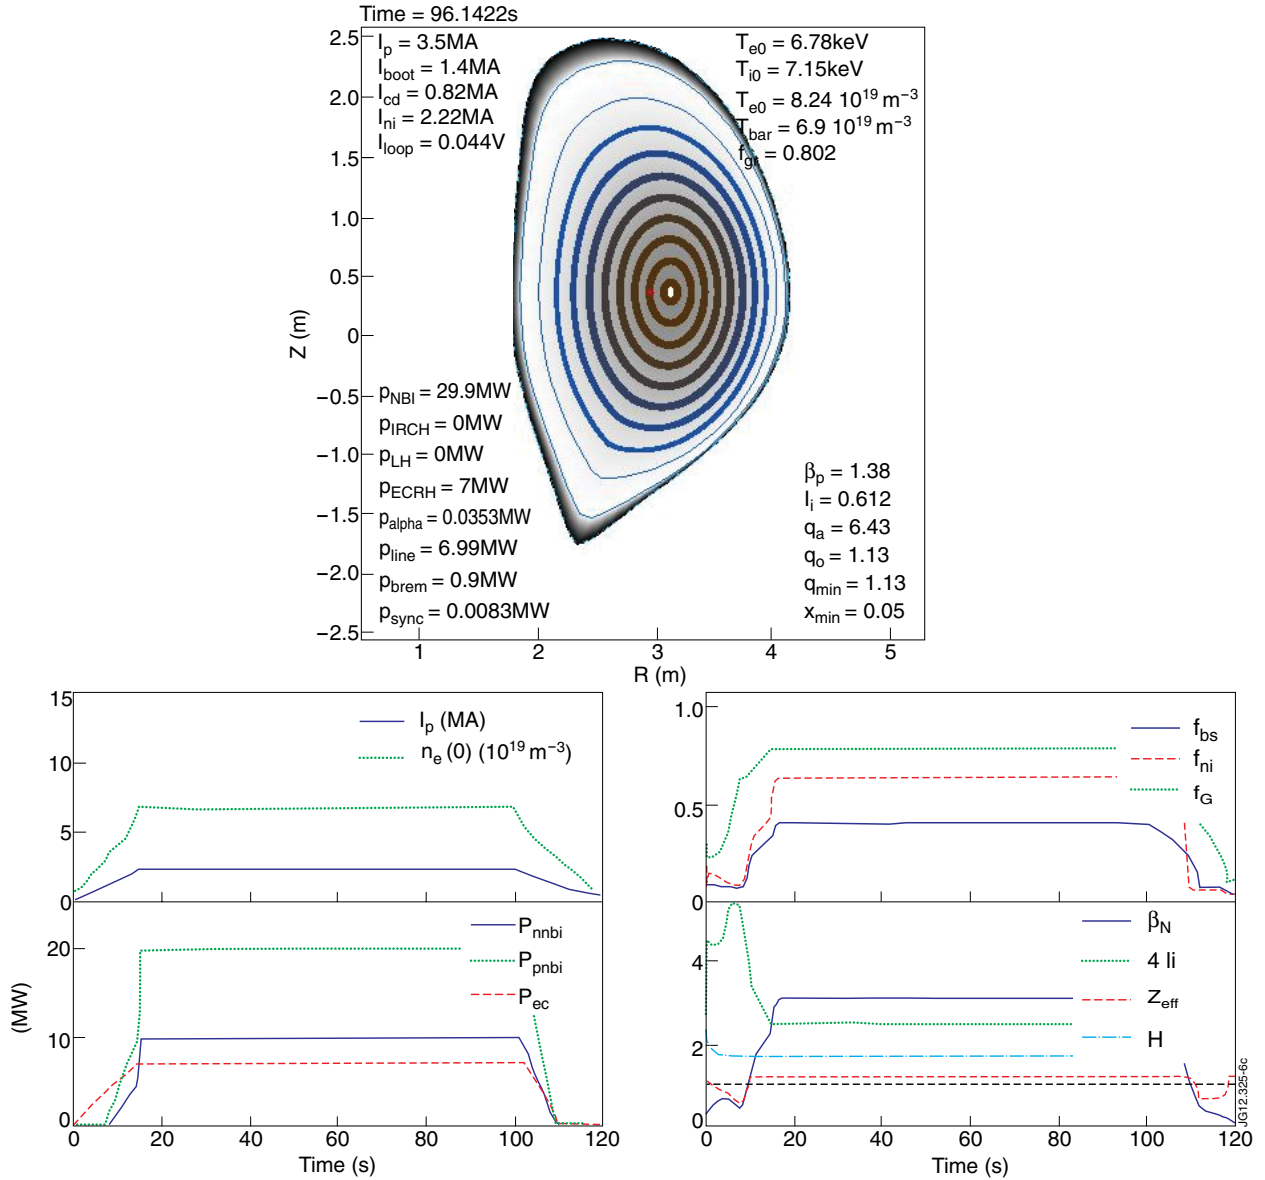 Time = 96.1422s
I_p = 3.5MA
I_boot = 1.4MA
I_cd = 0.82MA
I_ni = 2.22MA
I_loop = 0.044V
T_e0 = 6.78keV
T_i0 = 7.15keV
T_e0 = 8.24 10^19 m^−3
T_bar = 6.9 10^19 m^−3
f_gr = 0.802
2.5
2.0
1.5
1.0
0.5
0
−0.5
−1.0
−1.5
−2.0
−2.5
Z (m)
p_NBI = 29.9MW
p_IRCH = 0MW
p_LH = 0MW
p_ECRH = 7MW
p_alpha = 0.0353MW
p_line = 6.99MW
p_brem = 0.9MW
p_sync = 0.0083MW
β_p = 1.38
l_i = 0.612
q_a = 6.43
q_o = 1.13
q_min = 1.13
x_min = 0.05
1 2 3 4 5
R (m)
15
10
5
0
I_p (MA)
n_e (0) (10^19 m^−3)
20
10
0
(MW)
P_nnbi
P_pnbi
P_ec
0 20 40 60 80 100 120
Time (s)
1.0
0.5
0
f_bs
f_ni
f_G
4
2
0
β_N
4 li
Z_eff
H
0 20 40 60 80 100 120
Time (s)
JG12.325-6c